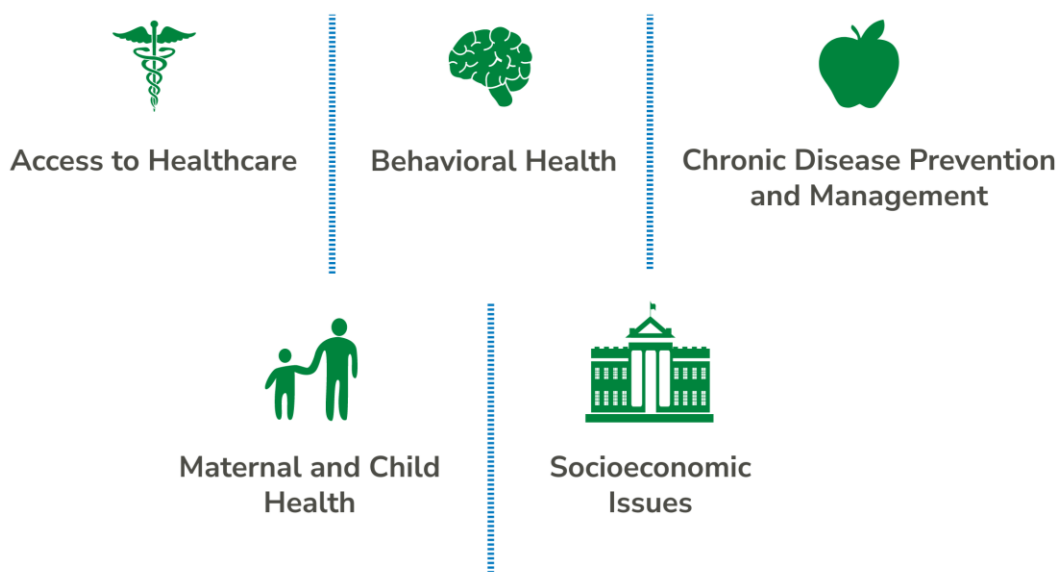 Access to Healthcare
Behavioral Health
Chronic Disease Prevention
and Management
Maternal and Child
Health
Socioeconomic
Issues